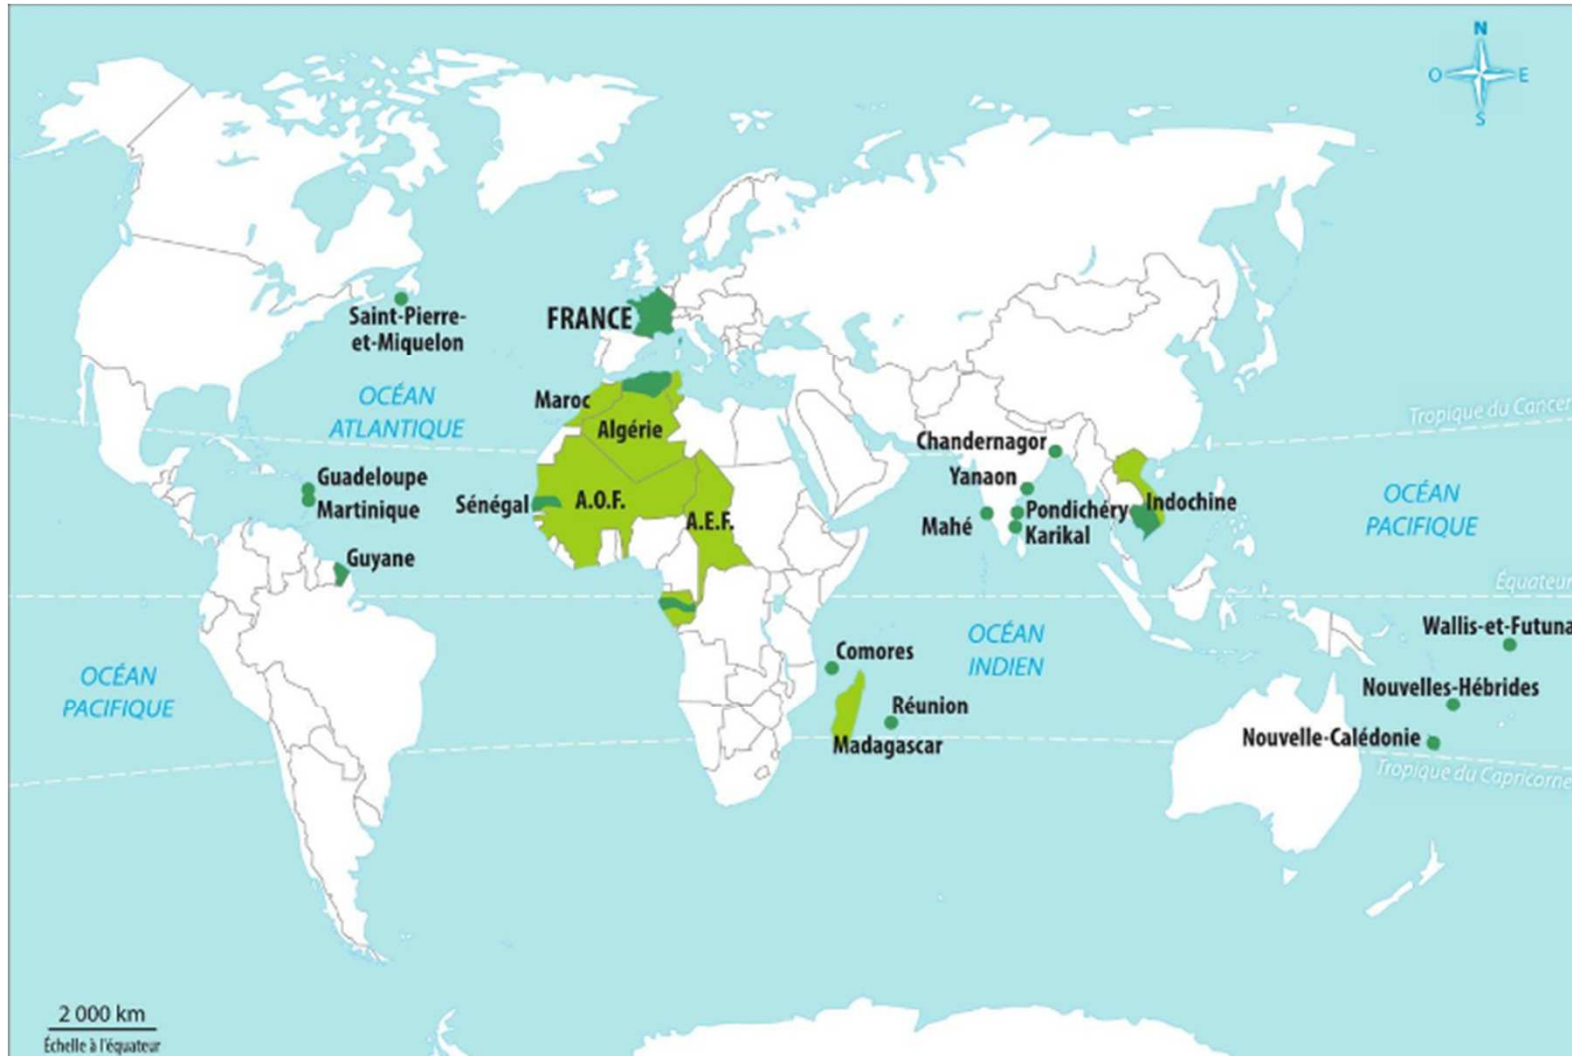 N
O
E
S
FRANCE
Saint-Pierre-
et-Miquelon
OCÉAN
ATLANTIQUE
Maroc
Algérie
Tropique du Cancer
Chandernagor
Guadeloupe
Martinique
Sénégal
A.O.F.
A.E.F.
Yanaon
Mahé
Pondichéry
Karikal
Indochine
OCÉAN
PACIFIQUE
Guyane
Équateur
OCÉAN
PACIFIQUE
Comores
OCÉAN
INDIEN
Réunion
Madagascar
Wallis-et-Futuna
Nouvelles-Hébrides
Nouvelle-Calédonie
Tropique du Capricorne
2 000 km
Échelle à l'équateur